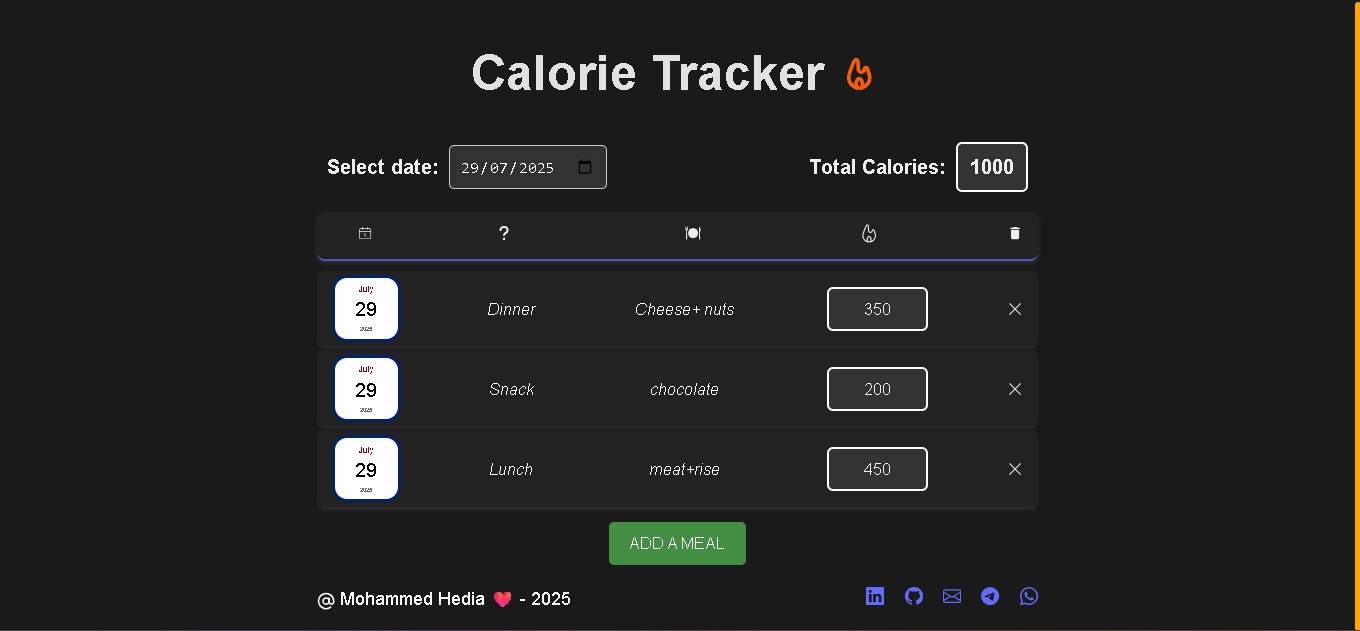 Calorie Tracker
Select date: 29/07/2025 Total Calories: 1000
?
July
29 Dinner Cheese+ nuts 350
2025
July
29 Snack chocolate 200
2025
July
29 Lunch meat+rise 450
2025
ADD A MEAL
@ Mohammed Hedia ❤️ - 2025 in